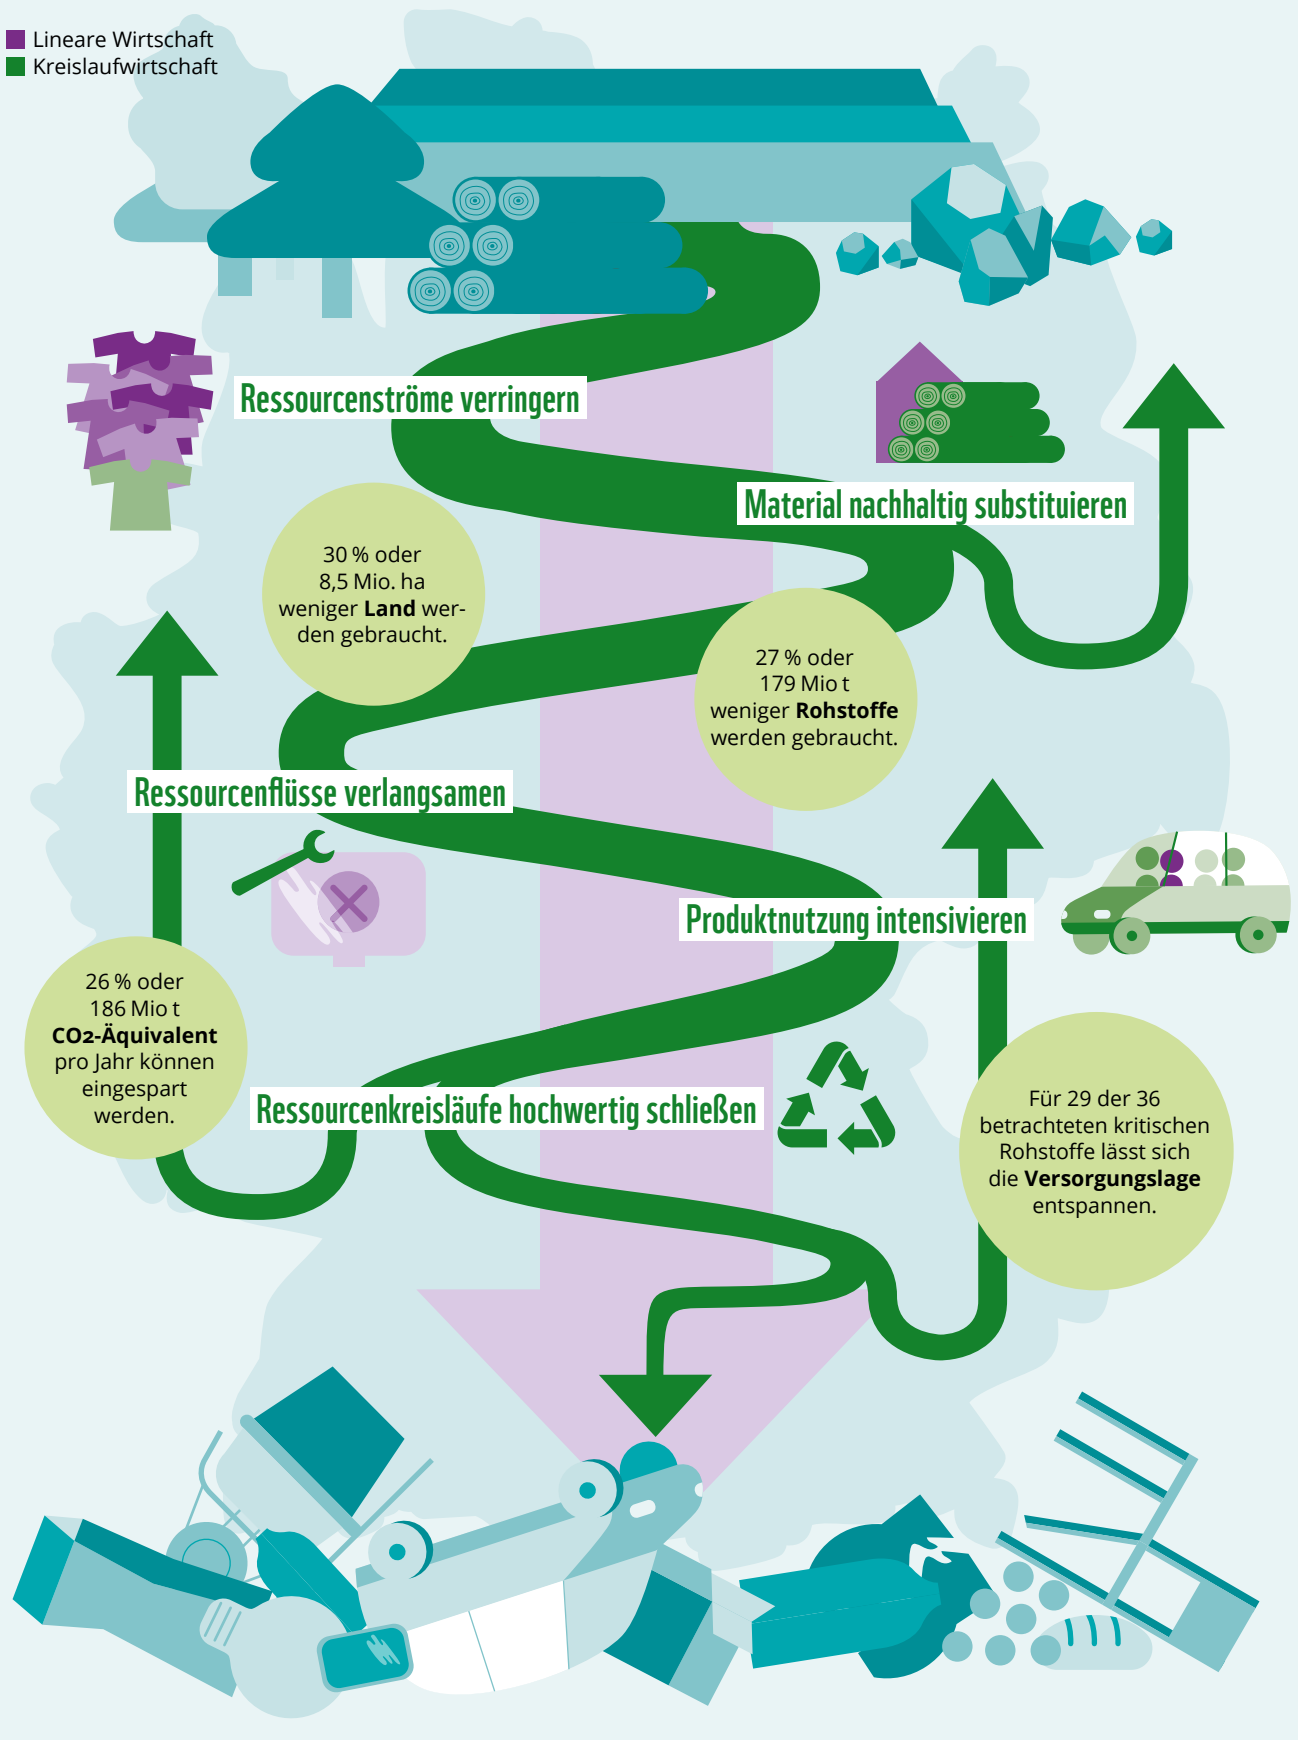 Lineare Wirtschaft
Kreislaufwirtschaft
Ressourcenströme verringern
Material nachhaltig substituieren
30 % oder
8,5 Mio. ha
weniger Land wer-
den gebraucht.
27 % oder
179 Mio t
weniger Rohstoffe
werden gebraucht.
Ressourcenflüsse verlangsamen
Produktnutzung intensivieren
26 % oder
186 Mio t
CO2-Äquivalent
pro Jahr können
eingespart
werden.
Ressourcenkreisläufe hochwertig schließen
Für 29 der 36
betrachteten kritischen
Rohstoffe lässt sich
die Versorgungslage
entspannen.